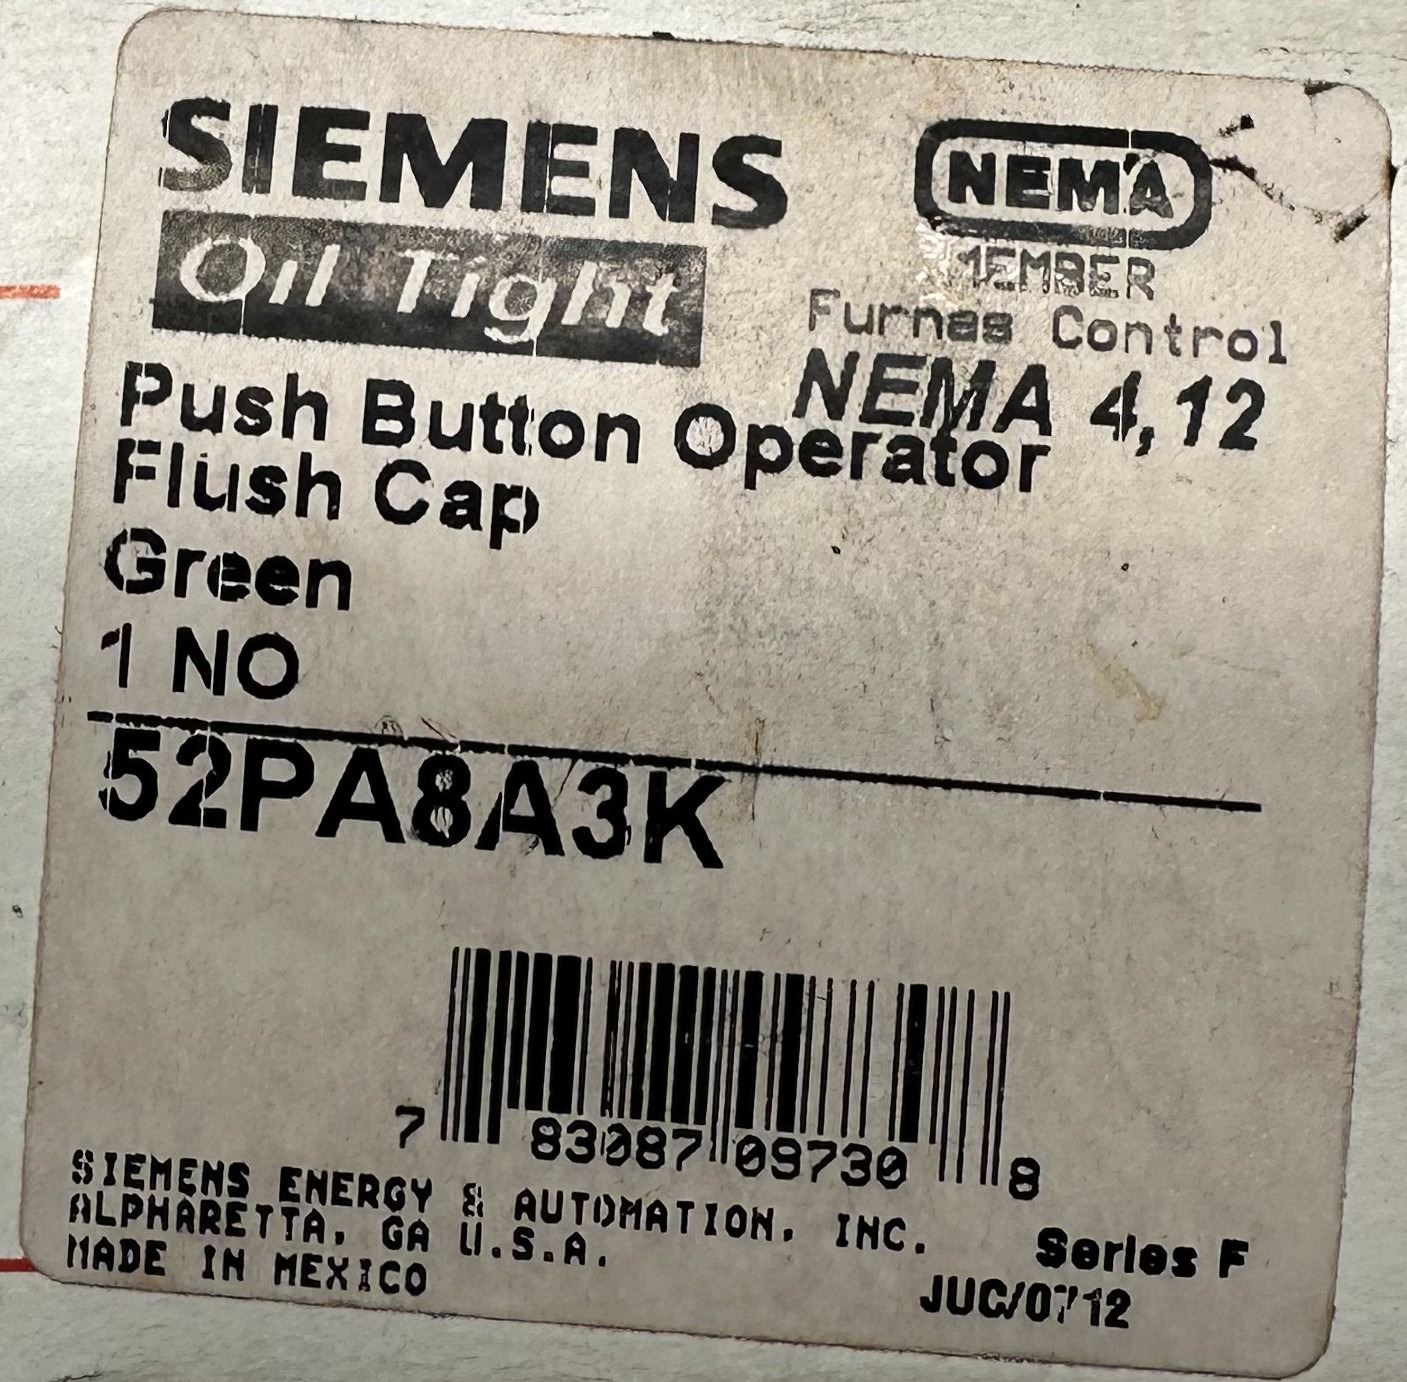 SIEMENS
NEMA
MEMBER
Oil Tight
Furnas Control
NEMA 4,12
Push Button Operator
Flush Cap
Green
1 NO
52PA8A3K
7 83087 09730 8
SIEMENS ENERGY & AUTOMATION, INC.
ALPHARETTA, GA U.S.A.
MADE IN MEXICO
Series F
JUC/0712